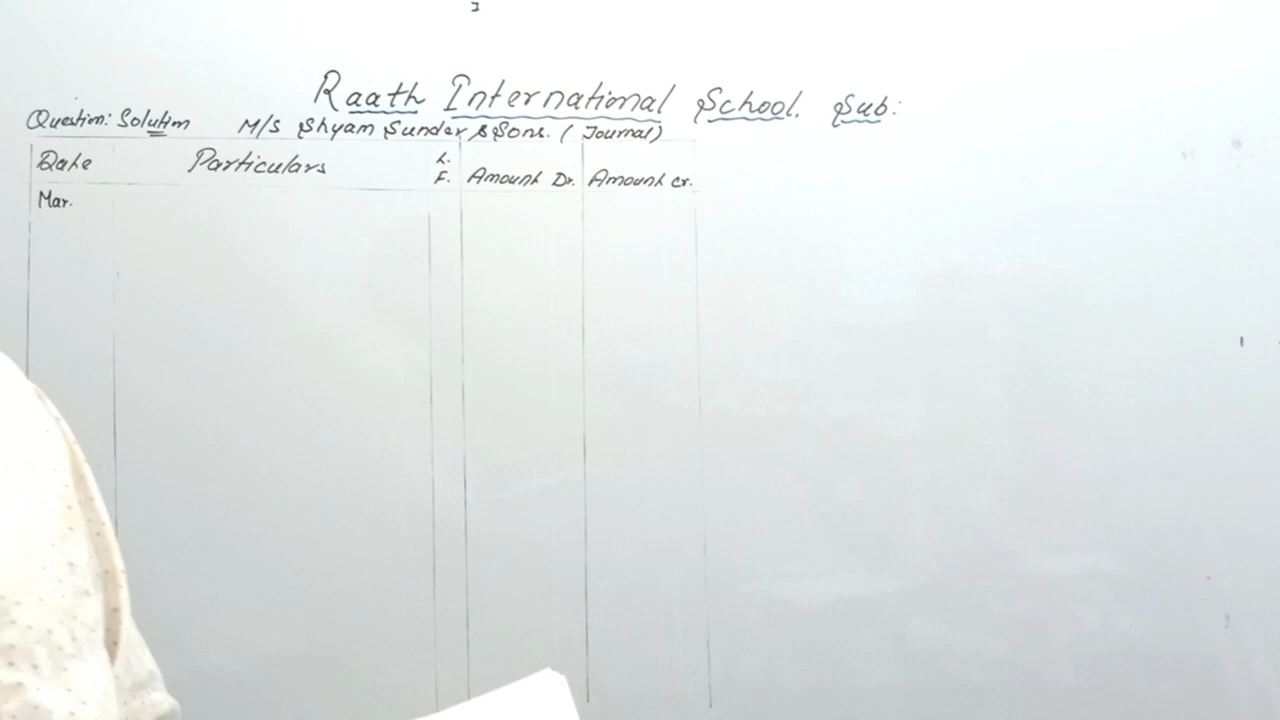 Raath International School. Sub:
Question: Solution M/S Shyam Sunder & Sons. (Journal)
Date Particulars L. F. Amount Dr. Amount Cr.
Mar.